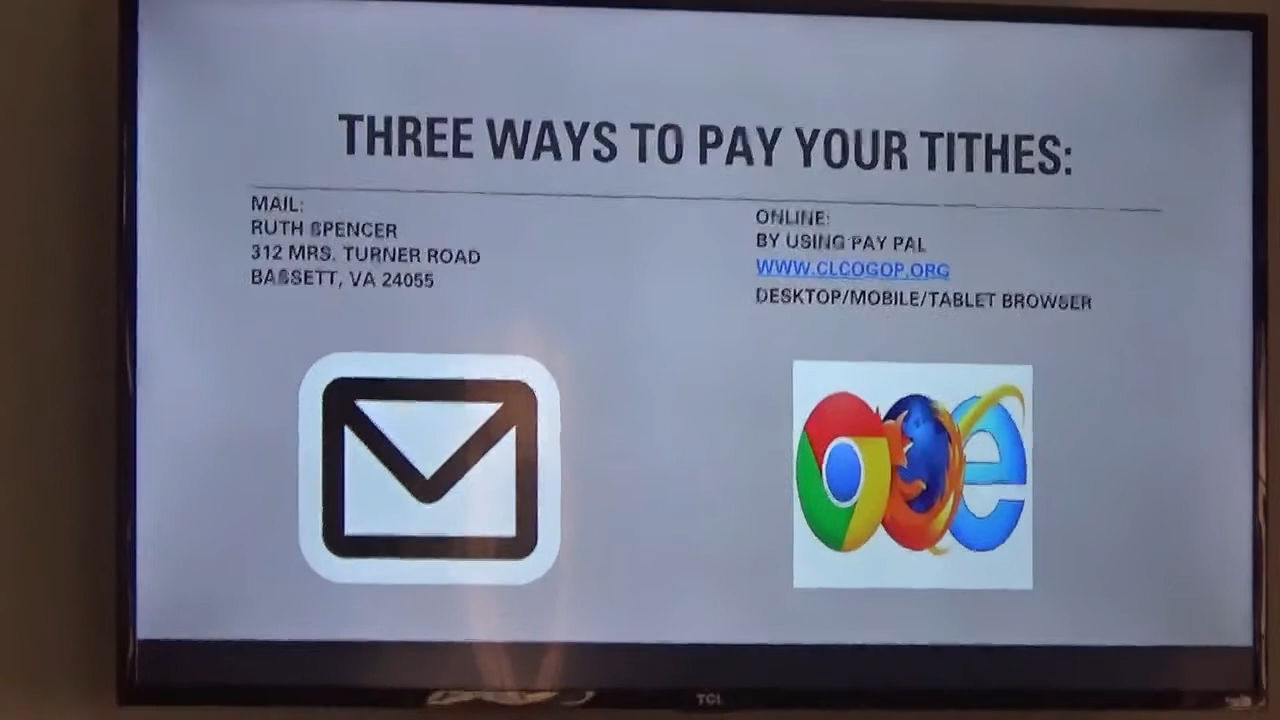 THREE WAYS TO PAY YOUR TITHES:
MAIL:
RUTH SPENCER
312 MRS. TURNER ROAD
BASSETT, VA 24055
ONLINE:
BY USING PAY PAL
WWW.CLCOGOP.ORG
DESKTOP/MOBILE/TABLET BROWSER
TCL